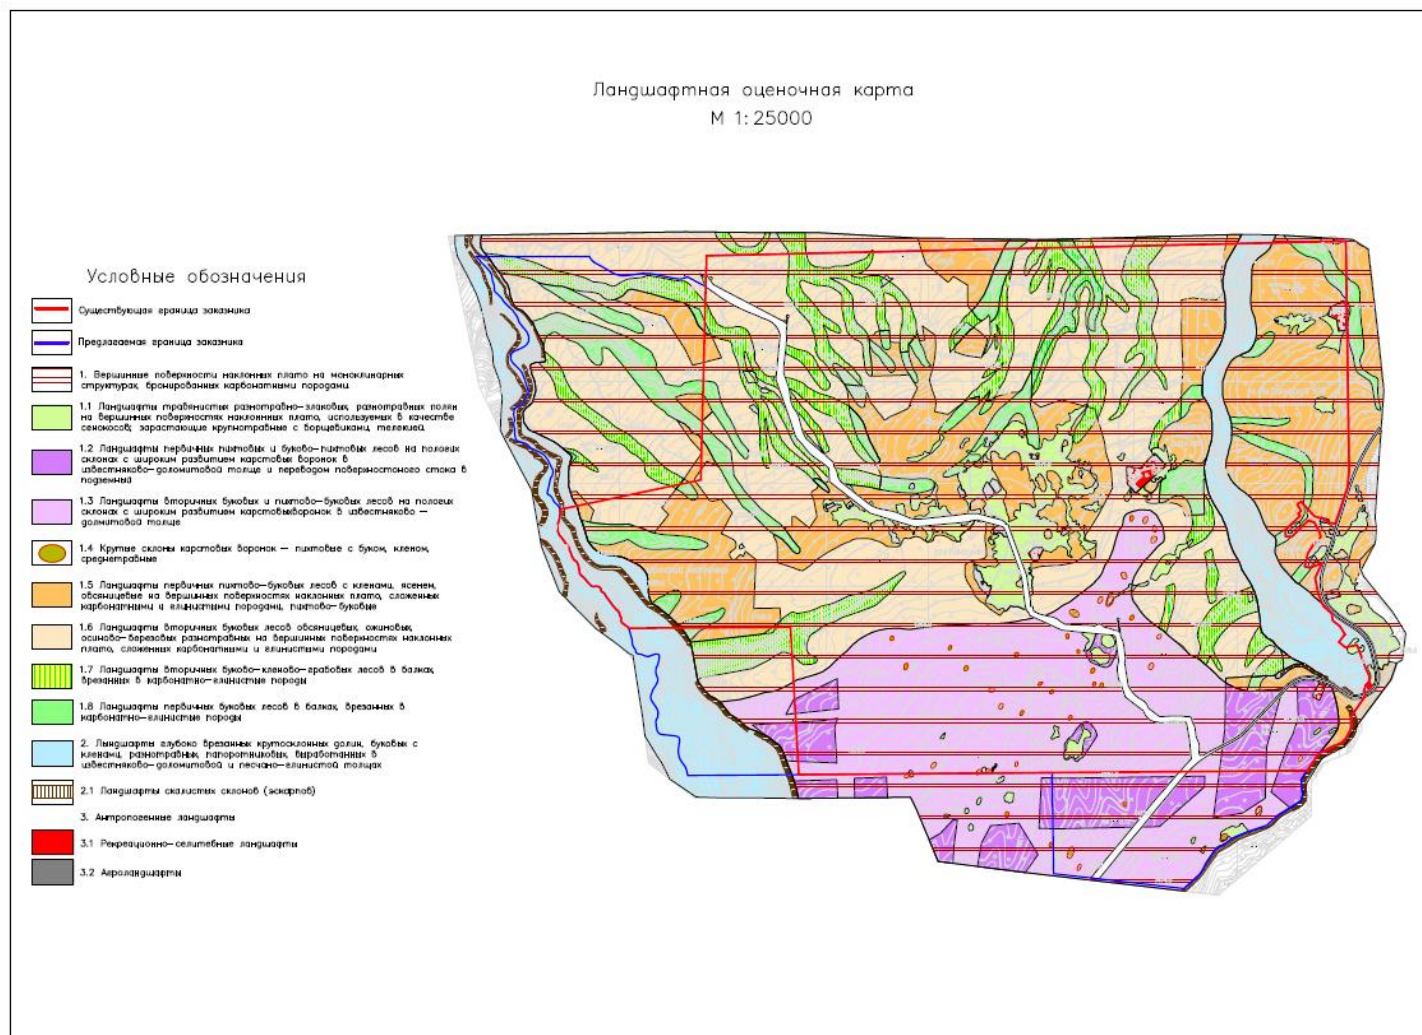 Ландшафтная оценочная карта
М 1:25000
Условные обозначения
Существующая граница заказника
Предлагаемая граница заказника
1. Вершинные поверхности наклонных плато на моноклинарных
структурах, бронированных карбонатными породами
1.1 Ландшафты травянистых разнотравно-злаковых, разнотравных полян
на вершинных поверхностях наклонных плато, используемых в качестве
сенокосов; зарастающие крупнотравные с борщевиками, телекией
1.2 Ландшафты первичных пихтовых и буково-пихтовых лесов на пологих
склонах с широким развитием карстовых воронок в
известняково-доломитовой толще и переводом поверхностоного стока в
подземный
1.3 Ландшафты вторичных буковых и пихтово-буковых лесов на пологих
склонах с широким развитием карстовыхворонок в известняково —
долмитовой толще
1.4 Крутые склоны карстовых воронок — пихтовые с буком, кленом,
среднетравные
1.5 Ландшафты первичных пихтово-буковых лесов с кленами, ясенем,
овсяницевые на вершинных поверхностях наклонных плато, сложенных
карбонатными и глинистыми породами, пихтово-буковые
1.6 Ландшафты вторичных буковых лесов овсяницевых, ожиновых,
осиново-березовых разнотравных на вершинных поверхностях наклонных
плато, сложенных карбонатными и глинистыми породами
1.7 Ландшафты вторичных буково-кленово-грабовых лесов в балках,
врезанных в карбонатно-глинистые породы
1.8 Ландшафты первичных буковых лесов в балках, врезанных в
карбонатно-глинистые породы
2. Лындшафты глубоко врезанных крутосклонных долин, буковых с
кленами, разнотравных, папоротниковых, выработанных в
известняково-доломитовой и песчано-глинистой толщах
2.1 Ландшафты скалистых склонов (эскарпов)
3. Антропогенные ландшафты
3.1 Рекреационно-селитебные ландшафты
3.2 Агроландшафты